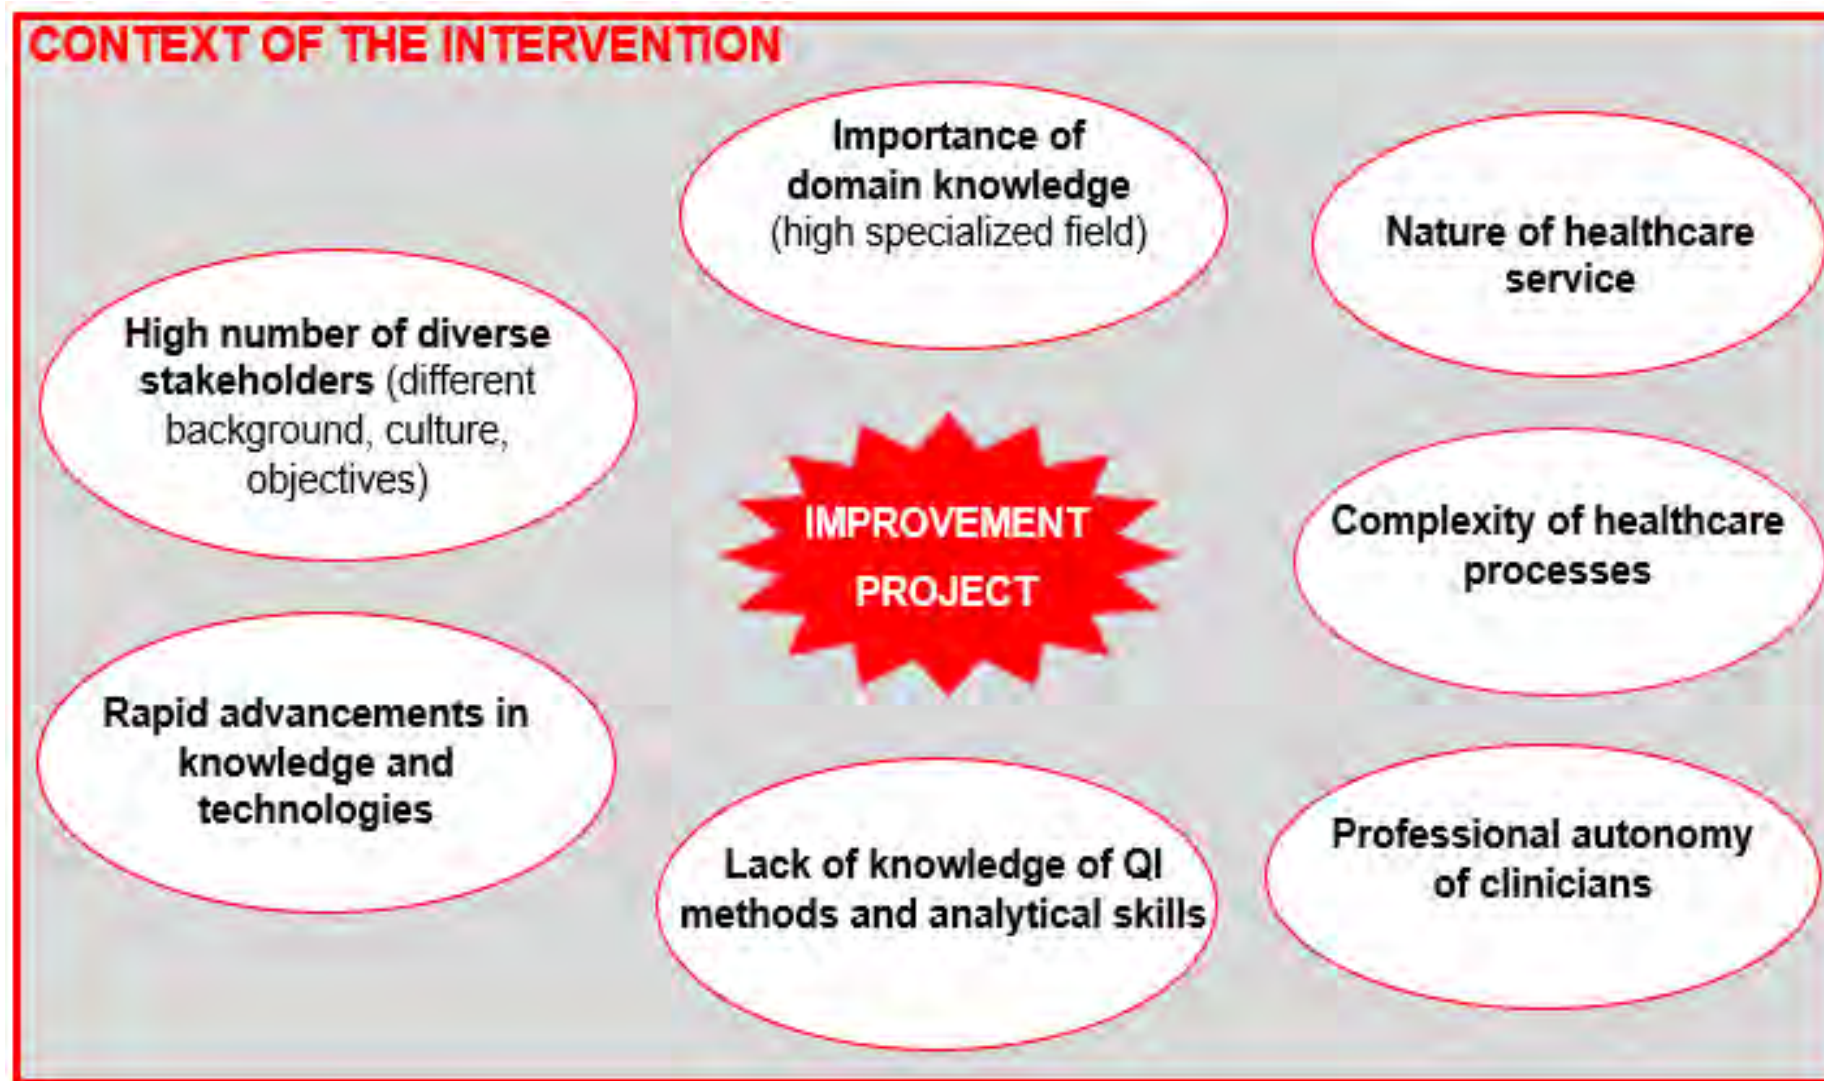 CONTEXT OF THE INTERVENTION
Importance of
domain knowledge
(high specialized field)
Nature of healthcare
service
High number of diverse
stakeholders (different
background, culture,
objectives)
IMPROVEMENT
PROJECT
Complexity of healthcare
processes
Rapid advancements in
knowledge and
technologies
Lack of knowledge of QI
methods and analytical skills
Professional autonomy
of clinicians